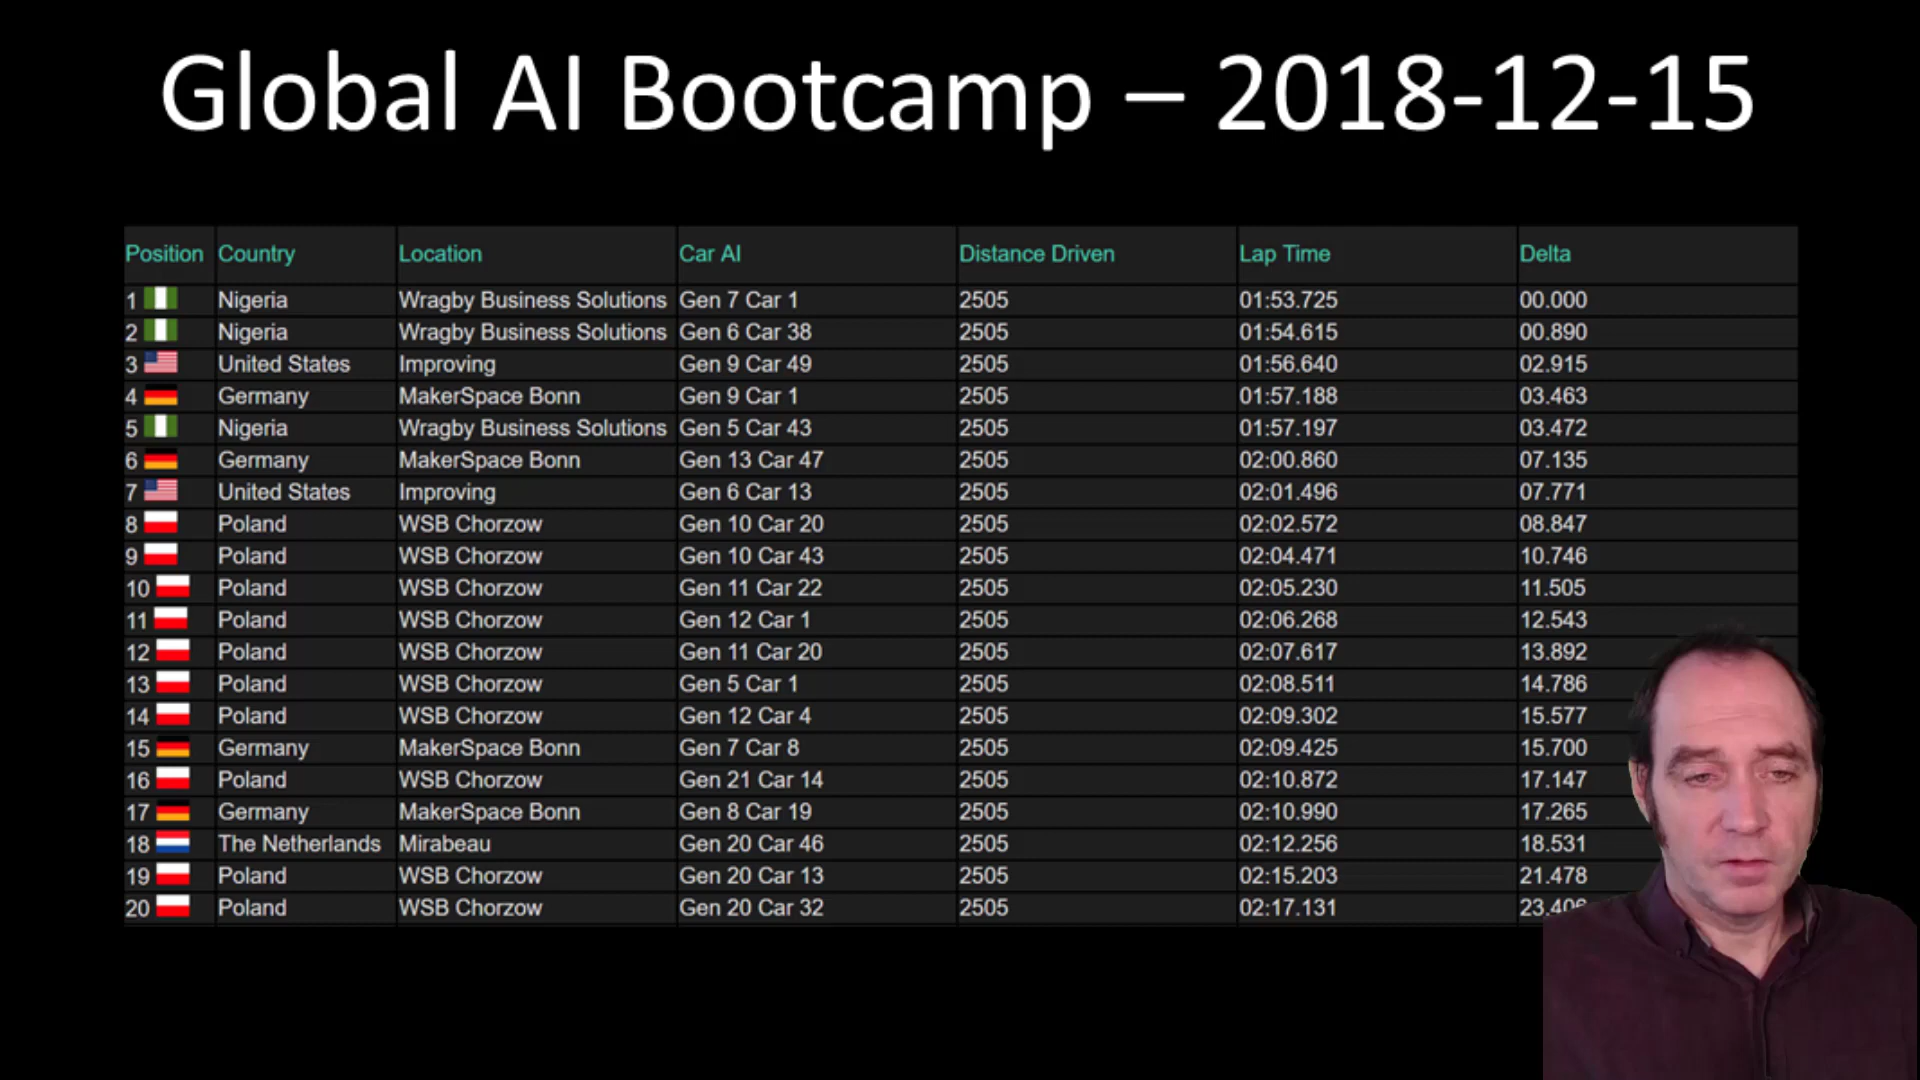 Global AI Bootcamp – 2018-12-15
Position Country Location Car AI Distance Driven Lap Time Delta
1 Nigeria Wragby Business Solutions Gen 7 Car 1 2505 01:53.725 00.000
2 Nigeria Wragby Business Solutions Gen 6 Car 38 2505 01:54.615 00.890
3 United States Improving Gen 9 Car 49 2505 01:56.640 02.915
4 Germany MakerSpace Bonn Gen 9 Car 1 2505 01:57.188 03.463
5 Nigeria Wragby Business Solutions Gen 5 Car 43 2505 01:57.197 03.472
6 Germany MakerSpace Bonn Gen 13 Car 47 2505 02:00.860 07.135
7 United States Improving Gen 6 Car 13 2505 02:01.496 07.771
8 Poland WSB Chorzow Gen 10 Car 20 2505 02:02.572 08.847
9 Poland WSB Chorzow Gen 10 Car 43 2505 02:04.471 10.746
10 Poland WSB Chorzow Gen 11 Car 22 2505 02:05.230 11.505
11 Poland WSB Chorzow Gen 12 Car 1 2505 02:06.268 12.543
12 Poland WSB Chorzow Gen 11 Car 20 2505 02:07.617 13.892
13 Poland WSB Chorzow Gen 5 Car 1 2505 02:08.511 14.786
14 Poland WSB Chorzow Gen 12 Car 4 2505 02:09.302 15.577
15 Germany MakerSpace Bonn Gen 7 Car 8 2505 02:09.425 15.700
16 Poland WSB Chorzow Gen 21 Car 14 2505 02:10.872 17.147
17 Germany MakerSpace Bonn Gen 8 Car 19 2505 02:10.990 17.265
18 The Netherlands Mirabeau Gen 20 Car 46 2505 02:12.256 18.531
19 Poland WSB Chorzow Gen 20 Car 13 2505 02:15.203 21.478
20 Poland WSB Chorzow Gen 20 Car 32 2505 02:17.131 23.406